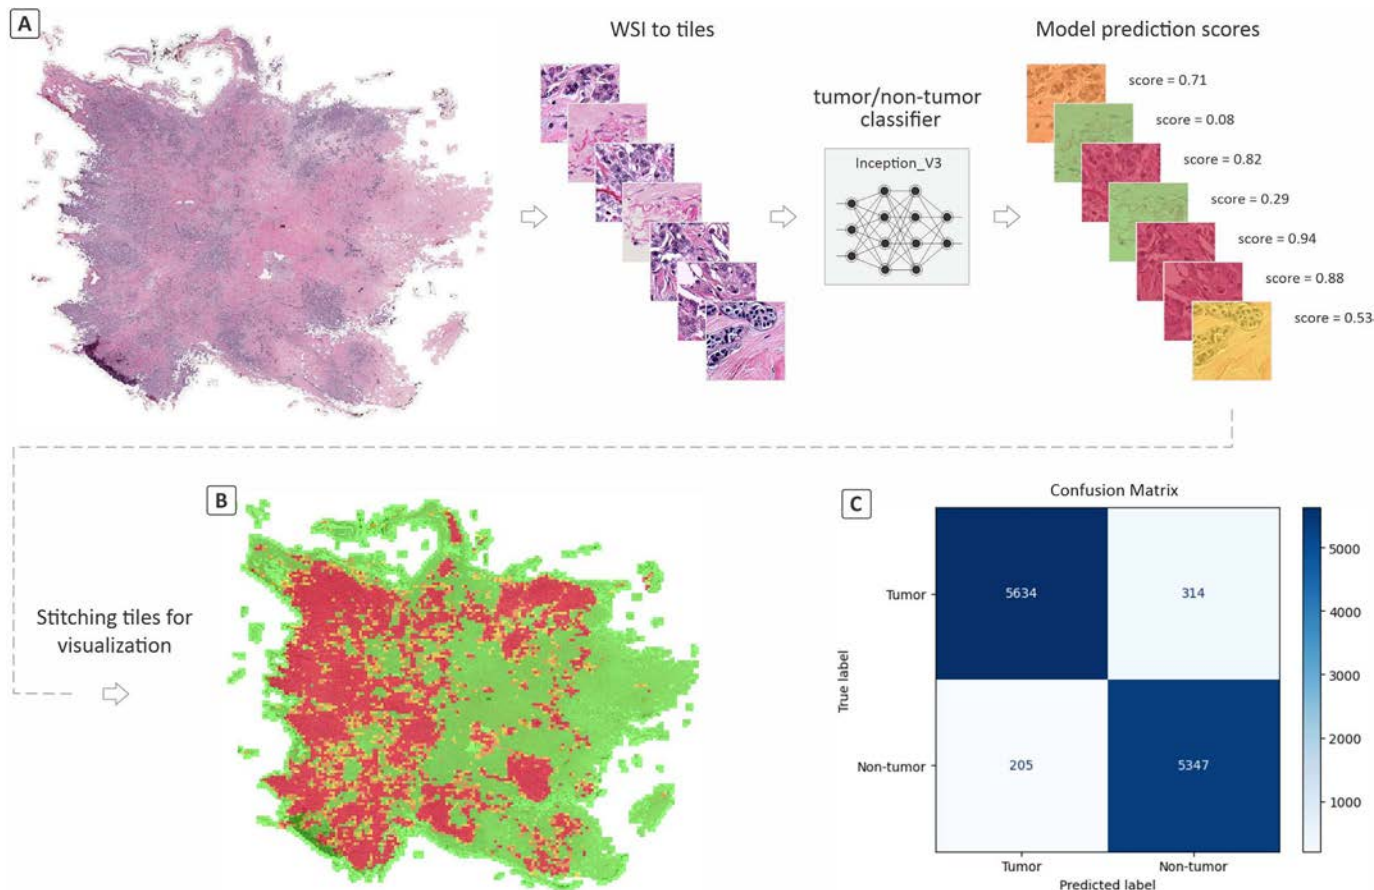 A
WSI to tiles
Model prediction scores
tumor/non-tumor
classifier
Inception_V3
score = 0.71
score = 0.08
score = 0.82
score = 0.29
score = 0.94
score = 0.88
score = 0.53
B
Stitching tiles for
visualization
C
Confusion Matrix
True label
Tumor
5634
314
Non-tumor
205
5347
Tumor
Non-tumor
Predicted label
5000
4000
3000
2000
1000